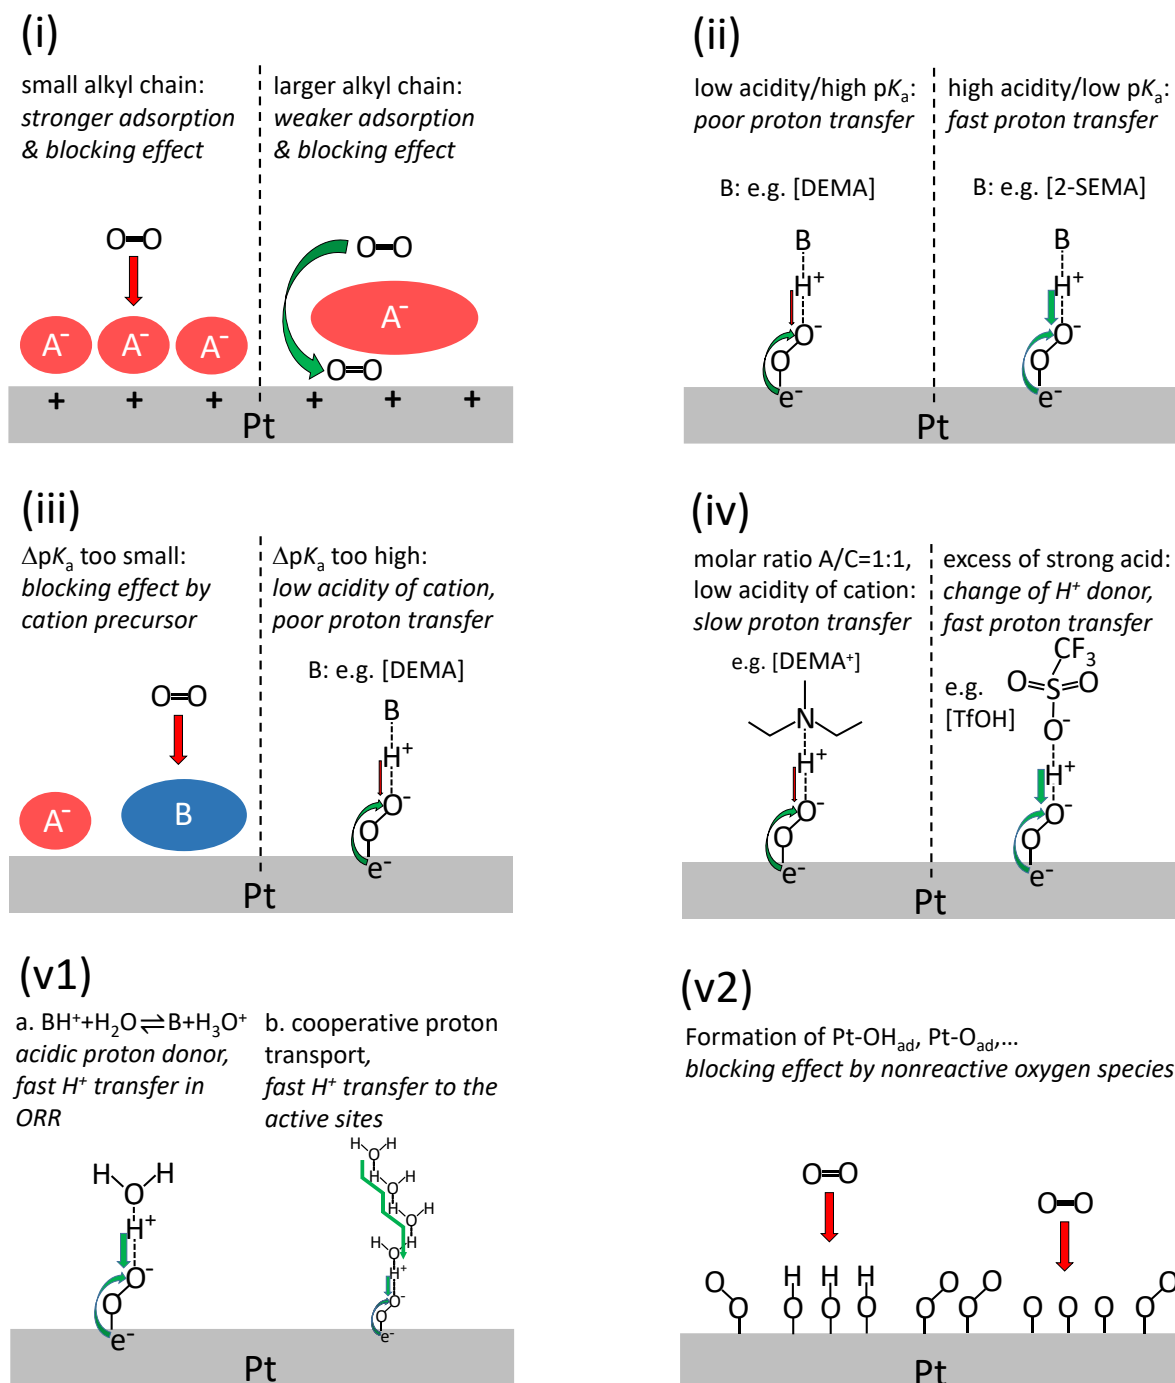 (i)
small alkyl chain:
stronger adsorption
& blocking effect
larger alkyl chain:
weaker adsorption
& blocking effect
O=O
O=O
A⁻
A⁻
A⁻
A⁻
O=O
+ + + + + +
Pt
(ii)
low acidity/high pKₐ:
poor proton transfer
high acidity/low pKₐ:
fast proton transfer
B: e.g. [DEMA]
B
H⁺
O⁻
O
e⁻
B: e.g. [2-SEMA]
B
H⁺
O⁻
O
e⁻
Pt
(iii)
ΔpKₐ too small:
blocking effect by
cation precursor
ΔpKₐ too high:
low acidity of cation,
poor proton transfer
O=O
A⁻
B
B: e.g. [DEMA]
B
H⁺
O⁻
O
e⁻
Pt
(iv)
molar ratio A/C=1:1,
low acidity of cation:
slow proton transfer
excess of strong acid:
change of H⁺ donor,
fast proton transfer
e.g. [DEMA⁺]
N
H⁺
O⁻
O
e⁻
e.g.
[TfOH]
CF₃
O=S=O
O⁻
H⁺
O⁻
O
e⁻
Pt
(v1)
a. BH⁺+H₂O⇌B+H₃O⁺
acidic proton donor,
fast H⁺ transfer in
ORR
b. cooperative proton
transport,
fast H⁺ transfer to the
active sites
H H
O
H⁺
O⁻
O
e⁻
H H
O
H H
O
H H
O
H H
O
H⁺
O⁻
O
e⁻
Pt
(v2)
Formation of Pt-OHad, Pt-Oad,...
blocking effect by nonreactive oxygen species
O=O
O=O
O H H H O O O
O O O O O O O O O O
Pt